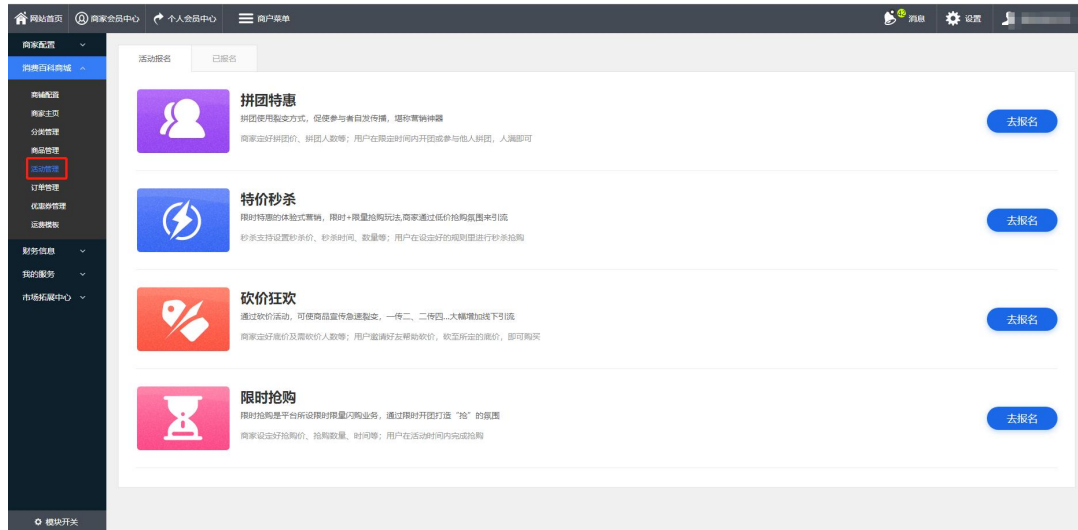 网站首页 商家会员中心 个人会员中心 商户菜单 42 消息 设置
商家配置
消费百科商城
商铺配置
商家主页
分类管理
商品管理
活动管理
订单管理
优惠券管理
运费模板
财务信息
我的服务
市场拓展中心
模块开关
活动报名 已报名
拼团特惠
拼团使用裂变方式，促使参与者自发传播，堪称营销神器
商家定好拼团价、拼团人数等；用户在限定时间内开团或参与他人拼团，人满即可
去报名
特价秒杀
限时特惠的体验式营销，限时+限量抢购玩法,商家通过低价抢购氛围来引流
秒杀支持设置秒杀价、秒杀时间、数量等；用户在设定好的规则里进行秒杀抢购
去报名
砍价狂欢
通过砍价活动，可使商品宣传急速裂变，一传二、二传四...大幅增加线下引流
商家定好底价及需砍价人数等；用户邀请好友帮助砍价，砍至所定的底价，即可购买
去报名
限时抢购
限时抢购是平台所设限时限量闪购业务，通过限时开团打造“抢”的氛围
商家设定好抢购价、抢购数量、时间等；用户在活动时间内完成抢购
去报名